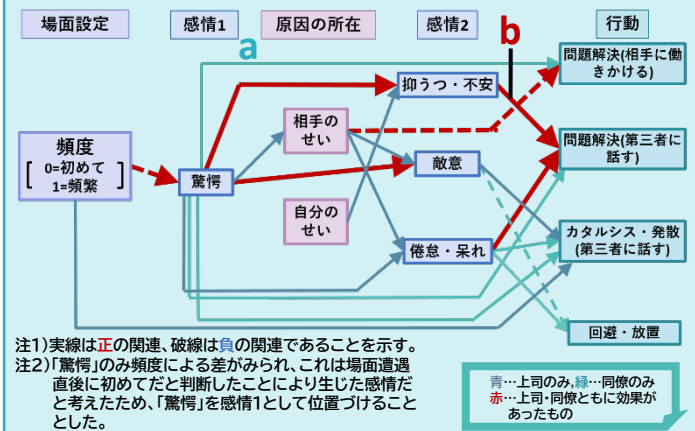 場面設定
感情1
原因の所在
感情2
行動
a
b
頻度
0=初めて
1=頻繁
驚愕
相手の
せい
自分の
せい
抑うつ・不安
敵意
倦怠・呆れ
問題解決(相手に働
きかける)
問題解決(第三者に
話す)
カタルシス・発散
(第三者に話す)
回避・放置
注1)実線は正の関連、破線は負の関連であることを示す。
注2)「驚愕」のみ頻度による差がみられ、これは場面遭遇
直後に初めてだと判断したことにより生じた感情だ
と考えたため、「驚愕」を感情1として位置づけること
とした。
青…上司のみ,緑…同僚のみ
赤…上司・同僚ともに効果が
あったもの